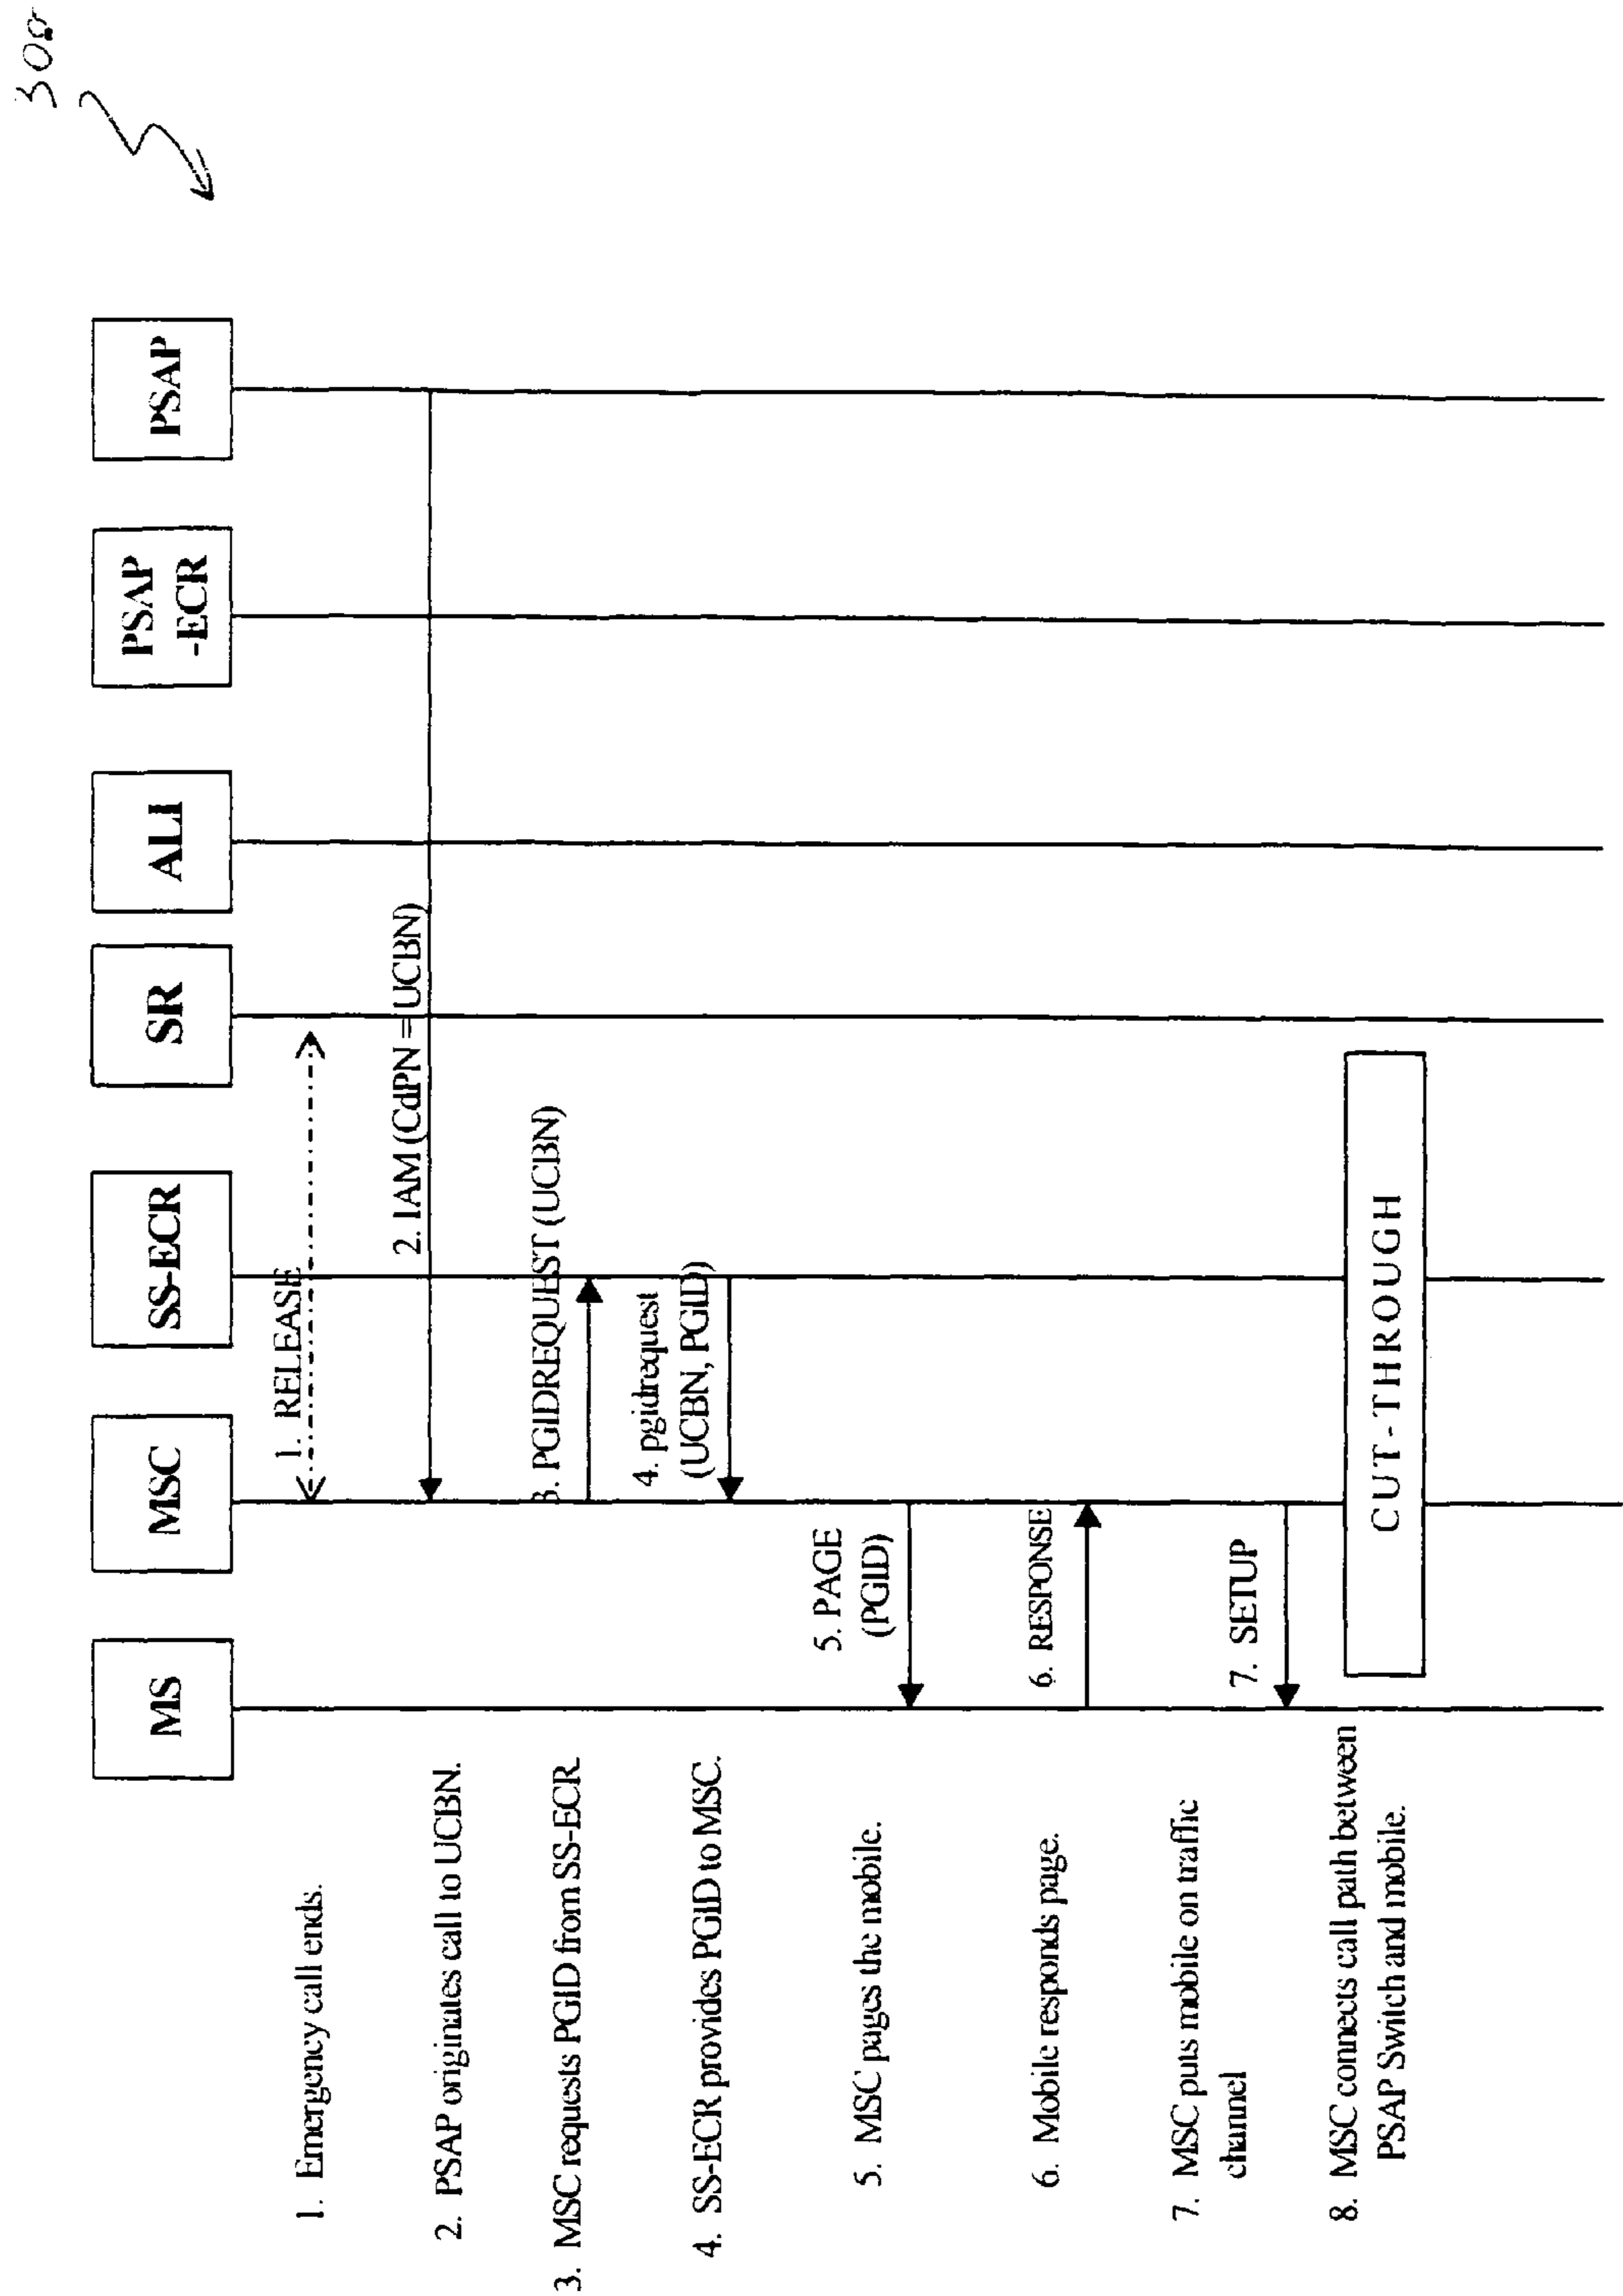 300
MS
MSC
SS-ECR
SR
ALI
PSAP
-ECR
PSAP
1. Emergency call ends.
1. RELEASE
2. PSAP originates call to UCBN.
2. IAM (CdPN = UCBN)
3. MSC requests PGID from SS-ECR.
3. PGIDREQUEST (UCBN)
4. SS-ECR provides PGID to MSC.
4. pgidrequest
(UCBN, PGID)
5. MSC pages the mobile.
5. PAGE
(PGID)
6. Mobile responds page.
6. RESPONSE
7. MSC puts mobile on traffic
channel
7. SETUP
8. MSC connects call path between
PSAP Switch and mobile.
CUT-THROUGH